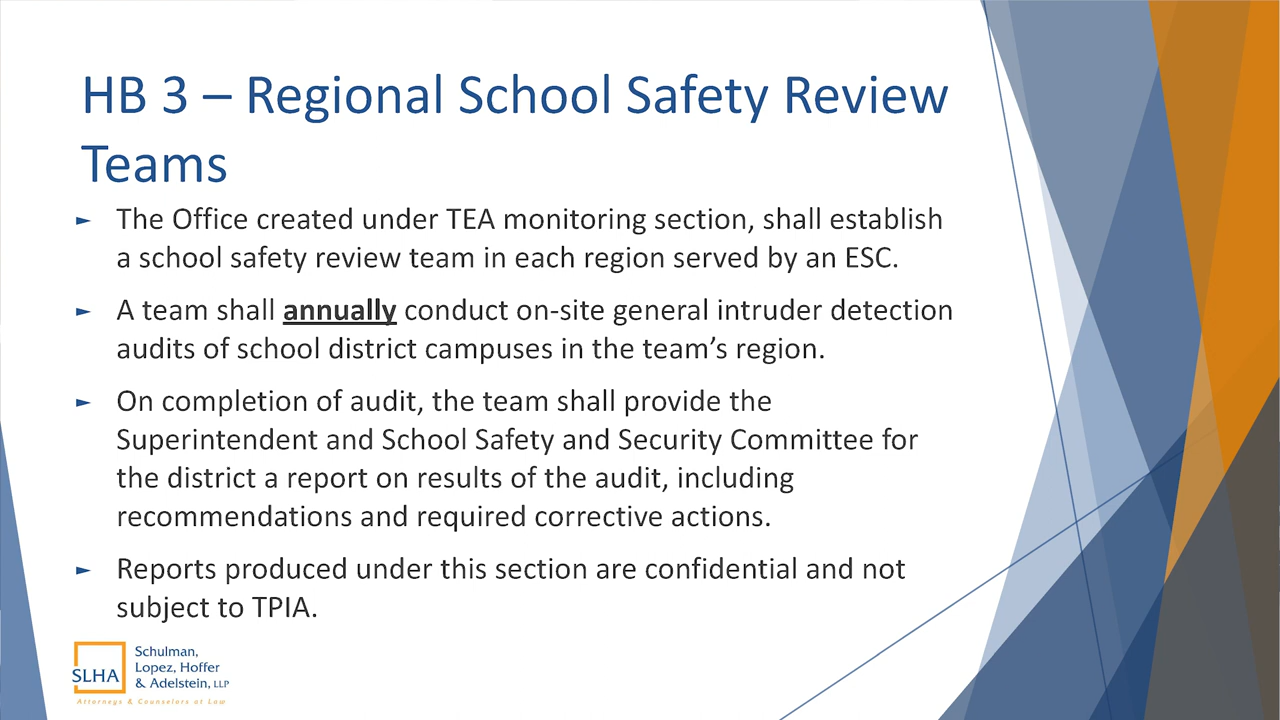 HB 3 – Regional School Safety Review
Teams
► The Office created under TEA monitoring section, shall establish
a school safety review team in each region served by an ESC.
► A team shall annually conduct on-site general intruder detection
audits of school district campuses in the team's region.
► On completion of audit, the team shall provide the
Superintendent and School Safety and Security Committee for
the district a report on results of the audit, including
recommendations and required corrective actions.
► Reports produced under this section are confidential and not
subject to TPIA.
SLHA
Schulman,
Lopez, Hoffer
& Adelstein, LLP
Attorneys & Counselors at Law